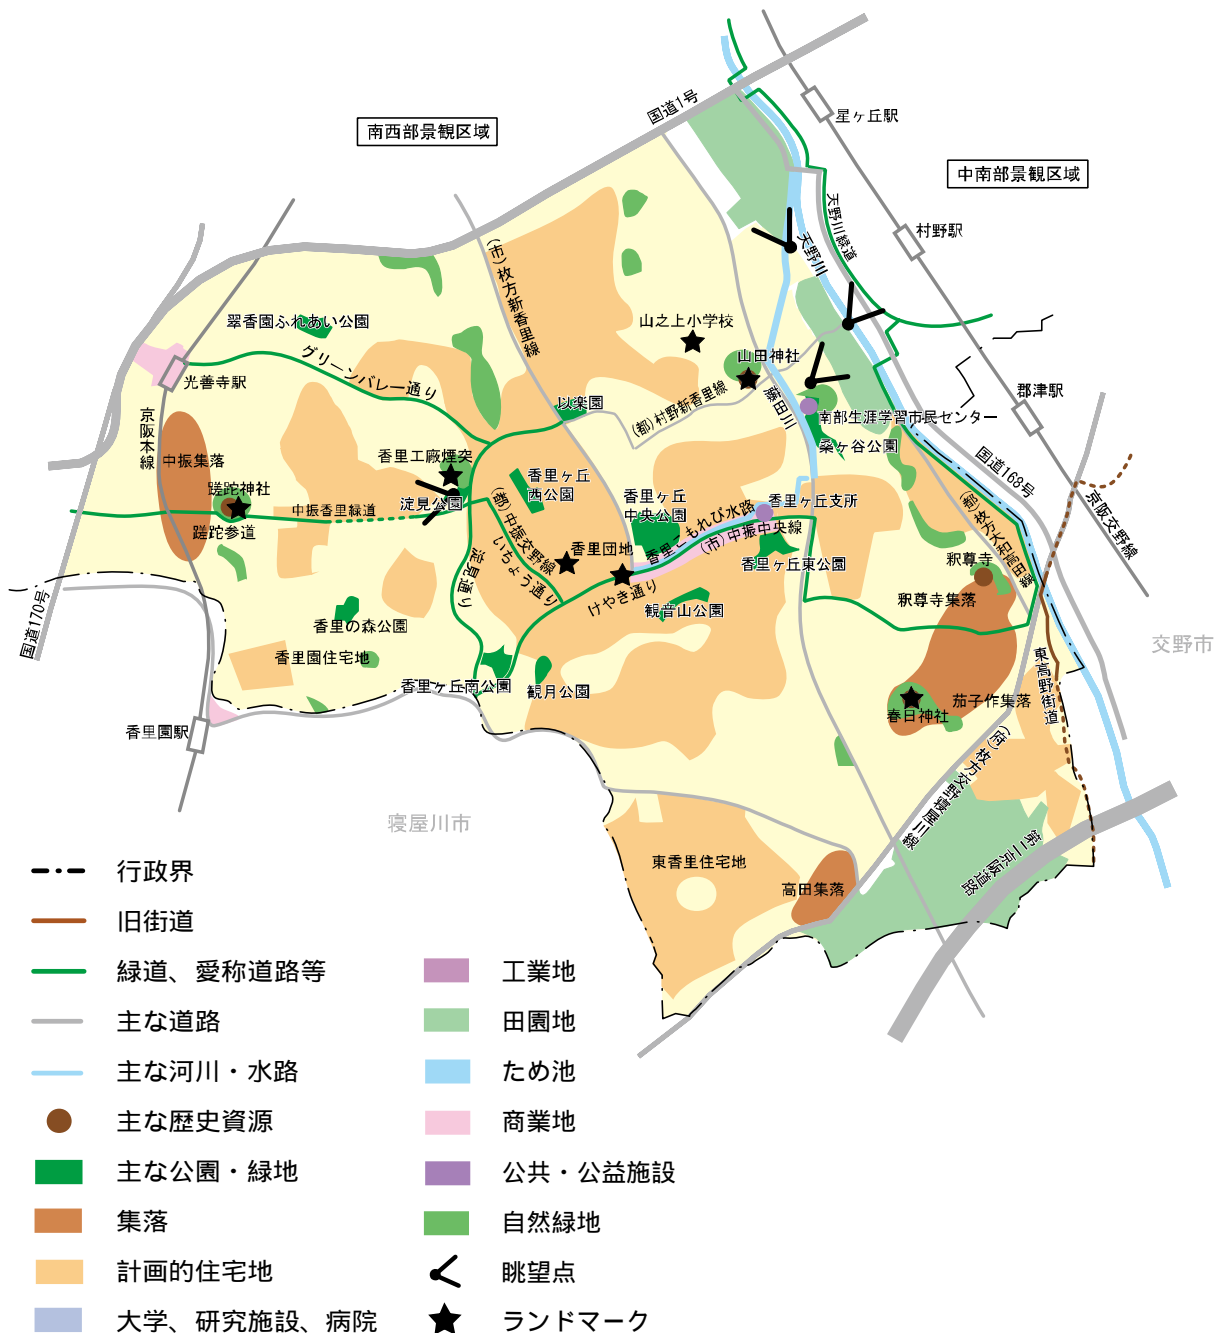 国道1号
南西部景観区域
星ヶ丘駅
中南部景観区域
天野川緑道
天野川
村野駅
(市)枚方新香里線
翠香園ふれあい公園
山之上小学校
グリーンバレー通り
山田神社
光善寺駅
郡津駅
(都)村野新香里線
藤田川
以楽園
京阪本線
南部生涯学習市民センター
桑ヶ谷公園
中振集落
香里工廠煙突
国道168号
香里ヶ丘
西公園
蹉跎神社
香里ヶ丘
中央公園
香里ヶ丘支所
京阪交野線
淀見公園
中振香里緑道
(都)中振交野線
香里こもれび水路
(市)中振中央線
(都)枚方大和高田線
蹉跎参道
いちょう通り
香里団地
釈尊寺
淀見通り
香里ヶ丘東公園
けやき通り
釈尊寺集落
国道170号
香里の森公園
観音山公園
交野市
香里園住宅地
東高野街道
香里ヶ丘南公園
観月公園
茄子作集落
春日神社
香里園駅
(府)枚方交野寝屋川線
寝屋川市
第二京阪道路
東香里住宅地
高田集落
行政界
旧街道
緑道、愛称道路等
主な道路
主な河川・水路
主な歴史資源
主な公園・緑地
集落
計画的住宅地
大学、研究施設、病院
工業地
田園地
ため池
商業地
公共・公益施設
自然緑地
眺望点
ランドマーク